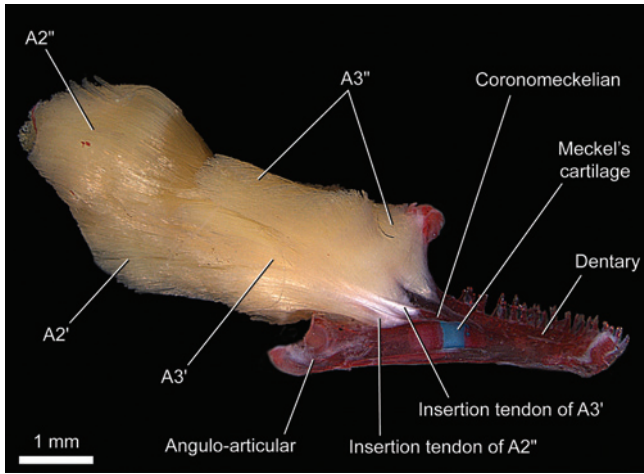 A2"
A3"
Coronomeckelian
Meckel's
cartilage
Dentary
A2'
A3'
Insertion tendon of A3'
Angulo-articular
Insertion tendon of A2"
1 mm